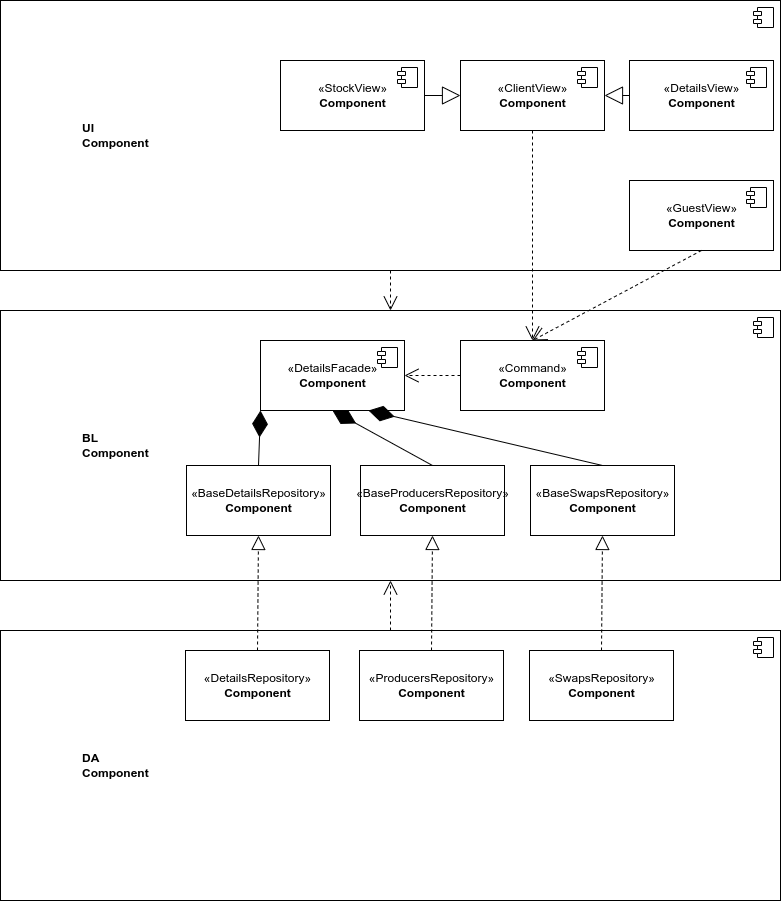 «StockView»
Component
«ClientView»
Component
«DetailsView»
Component
UI
Component
«GuestView»
Component
«DetailsFacade»
Component
«Command»
Component
BL
Component
«BaseDetailsRepository»
Component
«BaseProducersRepository»
Component
«BaseSwapsRepository»
Component
«DetailsRepository»
Component
«ProducersRepository»
Component
«SwapsRepository»
Component
DA
Component